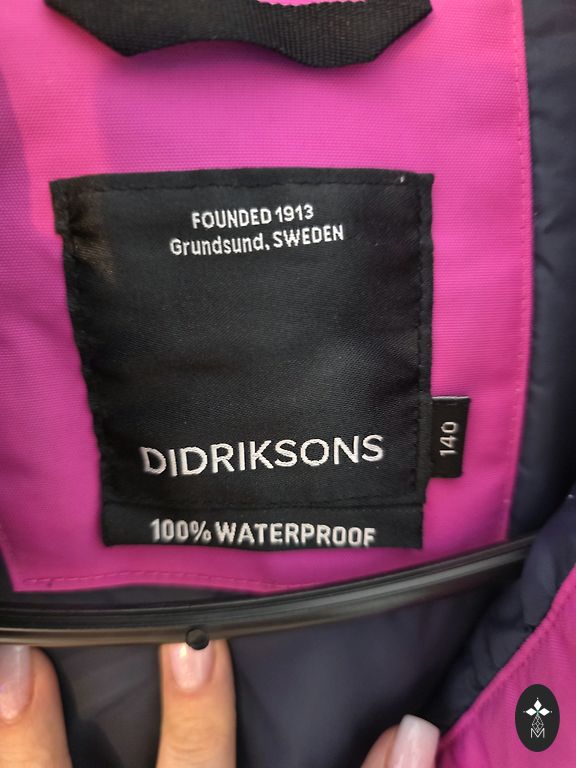 FOUNDED 1913
Grundsund, SWEDEN
DIDRIKSONS
140
100% WATERPROOF
M